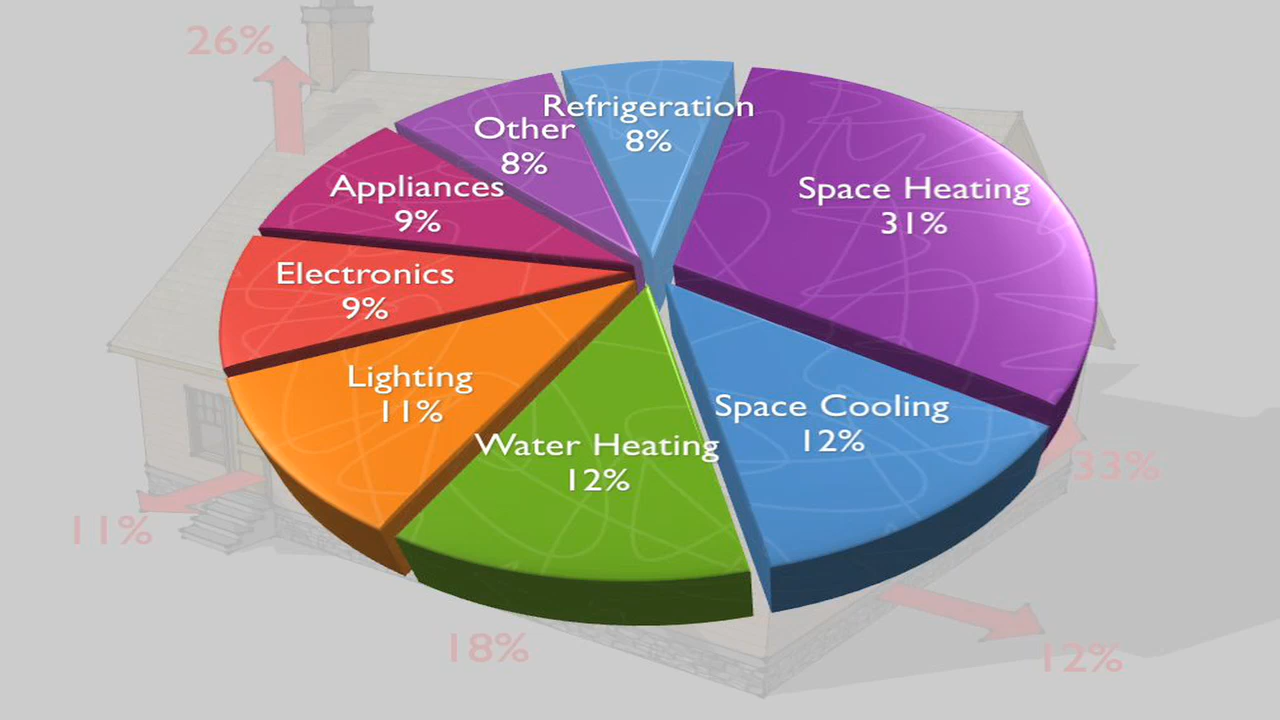 26%
Refrigeration
8%
Other
8%
Space Heating
31%
Appliances
9%
Electronics
9%
Lighting
11%
Space Cooling
12%
Water Heating
12%
33%
11%
18%
12%